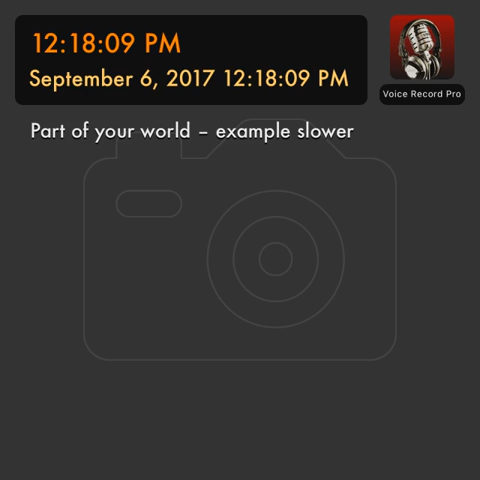 12:18:09 PM
September 6, 2017 12:18:09 PM
Voice Record Pro
Part of your world – example slower